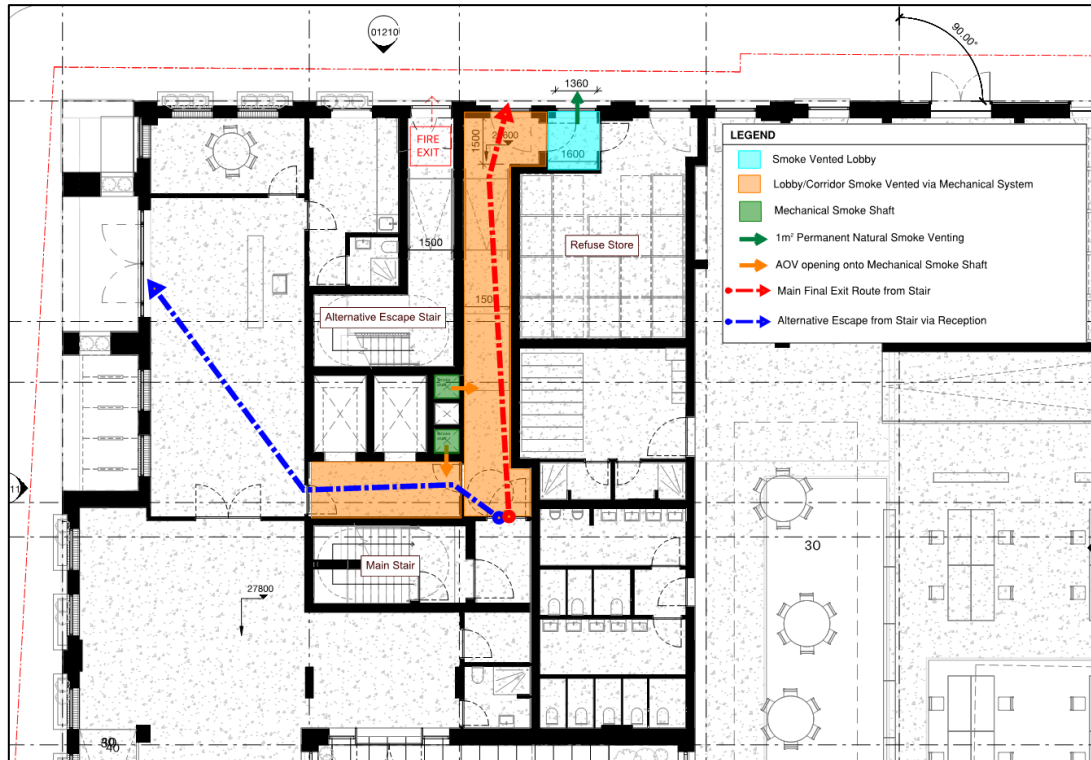 01210
90.00°
1360
FIRE
EXIT
1500
1600
LEGEND
Smoke Vented Lobby
Lobby/Corridor Smoke Vented via Mechanical System
Mechanical Smoke Shaft
1m² Permanent Natural Smoke Venting
AOV opening onto Mechanical Smoke Shaft
Main Final Exit Route from Stair
Alternative Escape from Stair via Reception
1500
Refuse Store
Alternative Escape Stair
11
Main Stair
30
27800
30